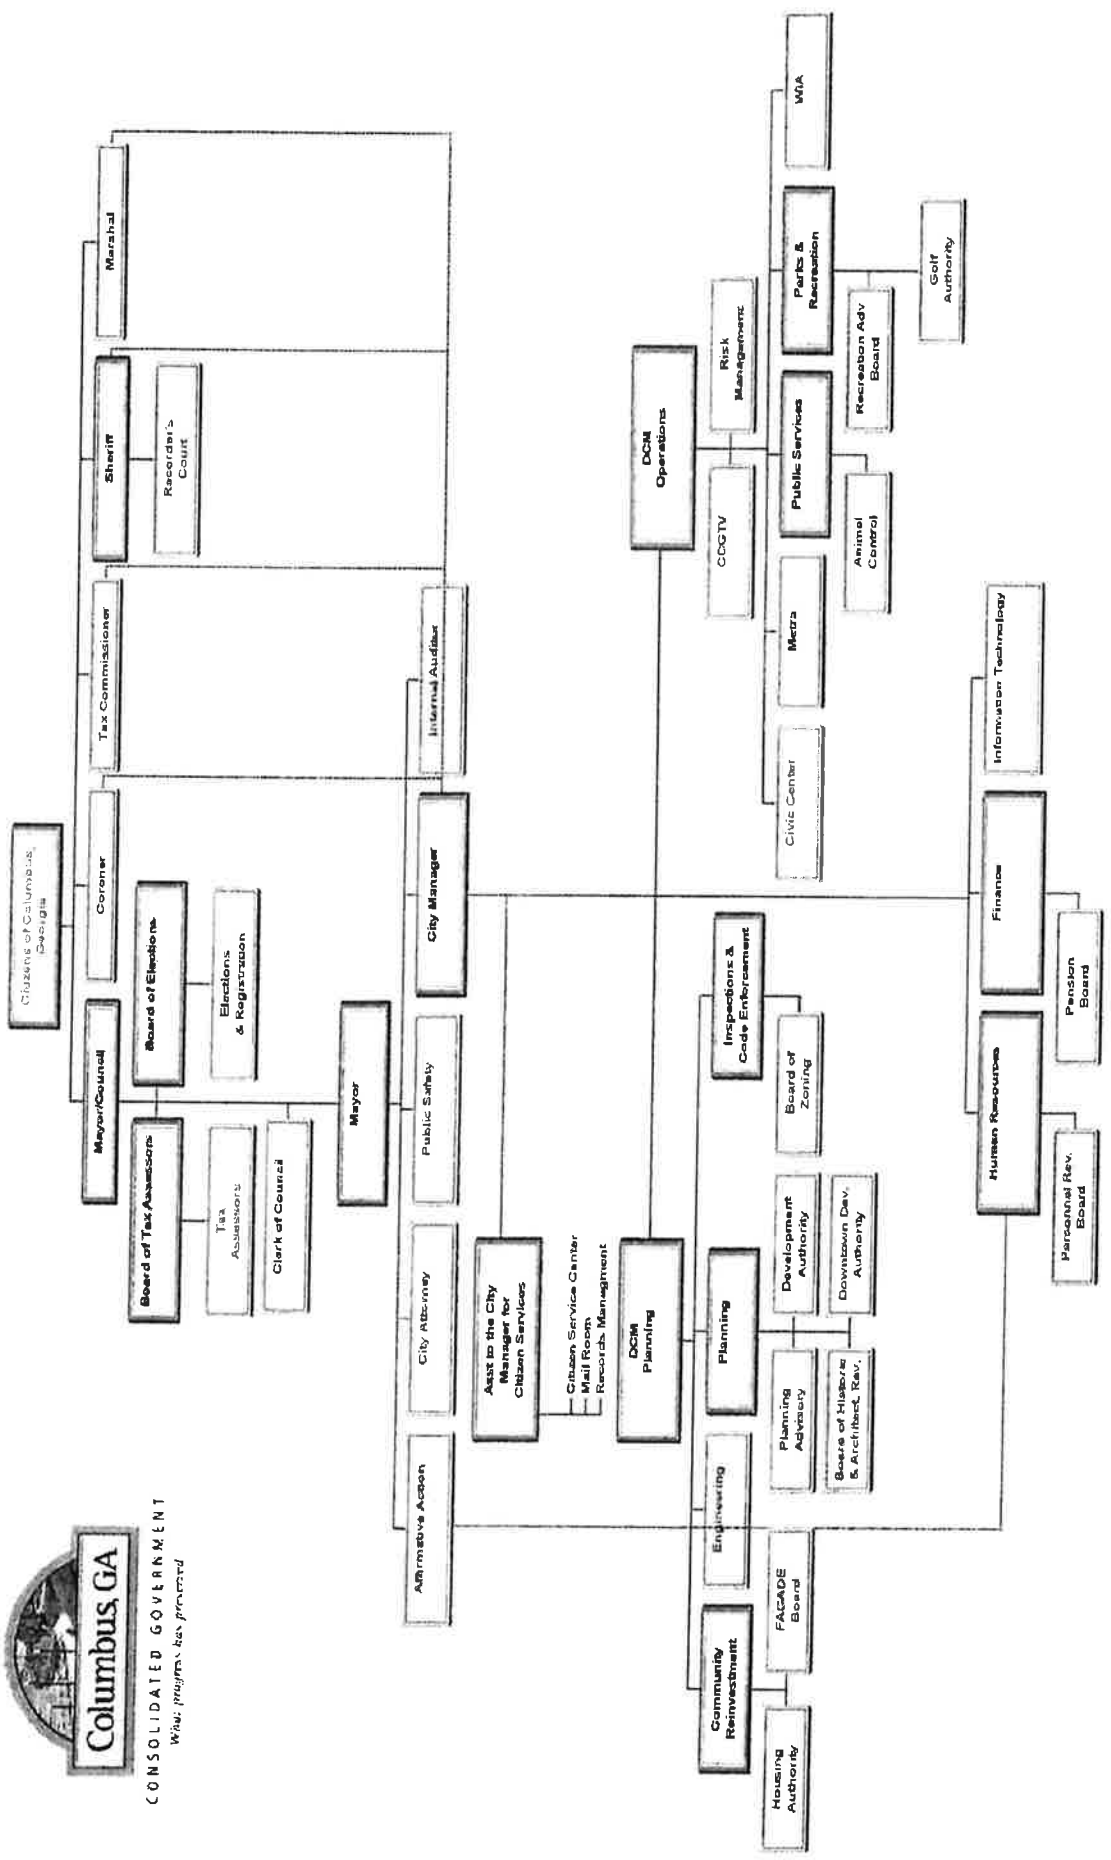 Columbus, GA
CONSOLIDATED GOVERNMENT
What progress has preserved
Citizens of Columbus,
Georgia
Mayor/Council
Coroner
Tax Commissioner
Sheriff
Marshal
Board of Tax Assessors
Board of Elections
Recorder's
Court
Tax
Assessors
Elections
& Registration
Clerk of Council
Mayor
Affirmative Action
City Attorney
Public Safety
City Manager
Internal Auditor
Asst to the City
Manager for
Citizen Services
Citizen Service Center
Mail Room
Records Managment
DCM
Planning
DCM
Operations
Community
Reinvestment
Engineering
Planning
Inspections &
Code Enforcement
CCGTV
Risk
Management
Housing
Authority
FACADE
Board
Planning
Advisory
Development
Authority
Board of Historic
& Architect. Rev.
Downtown Dev.
Authority
Board of
Zoning
Civic Center
Metra
Public Services
Parks &
Recreation
WIA
Animal
Control
Recreation Adv
Board
Golf
Authority
Human Resources
Finance
Information Technology
Personnel Rev.
Board
Pension
Board